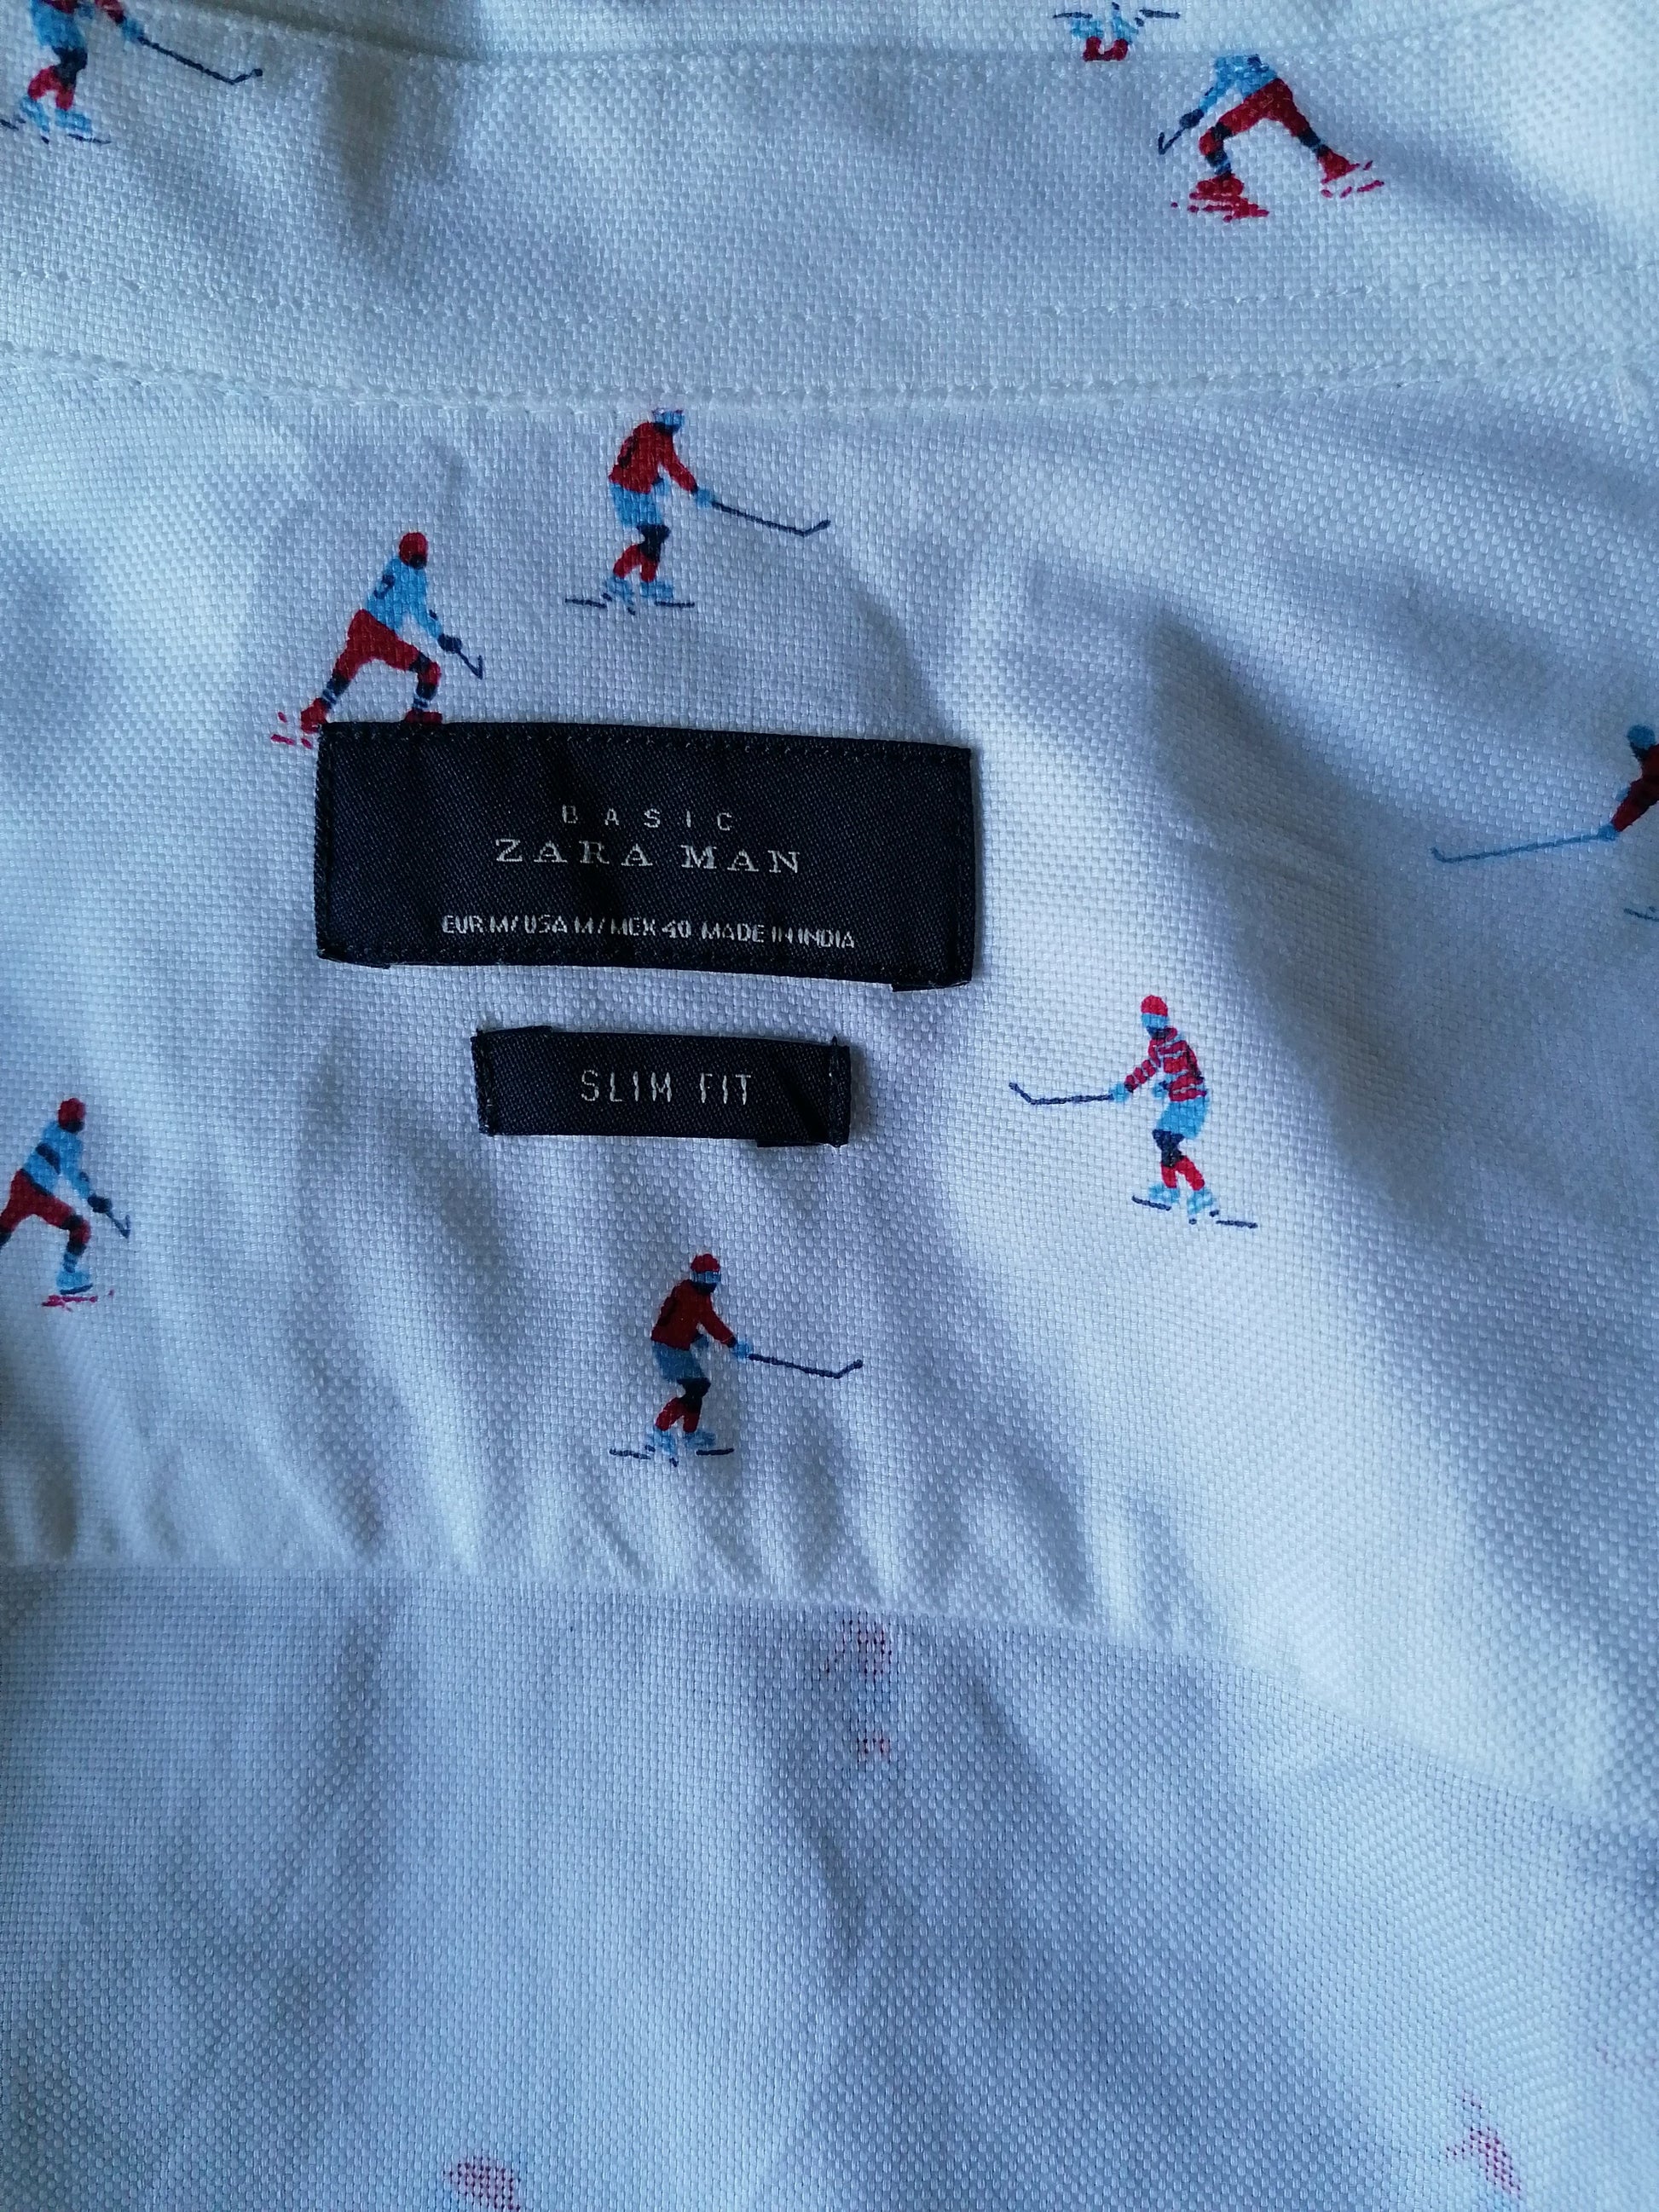 BASIC
ZARA MAN
EUR M/ USA M/ MEX 40 MADE IN INDIA
SLIM FIT